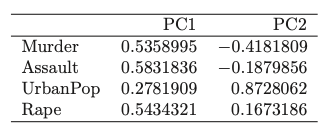 PC1 PC2
Murder 0.5358995 −0.4181809
Assault 0.5831836 −0.1879856
UrbanPop 0.2781909 0.8728062
Rape 0.5434321 0.1673186